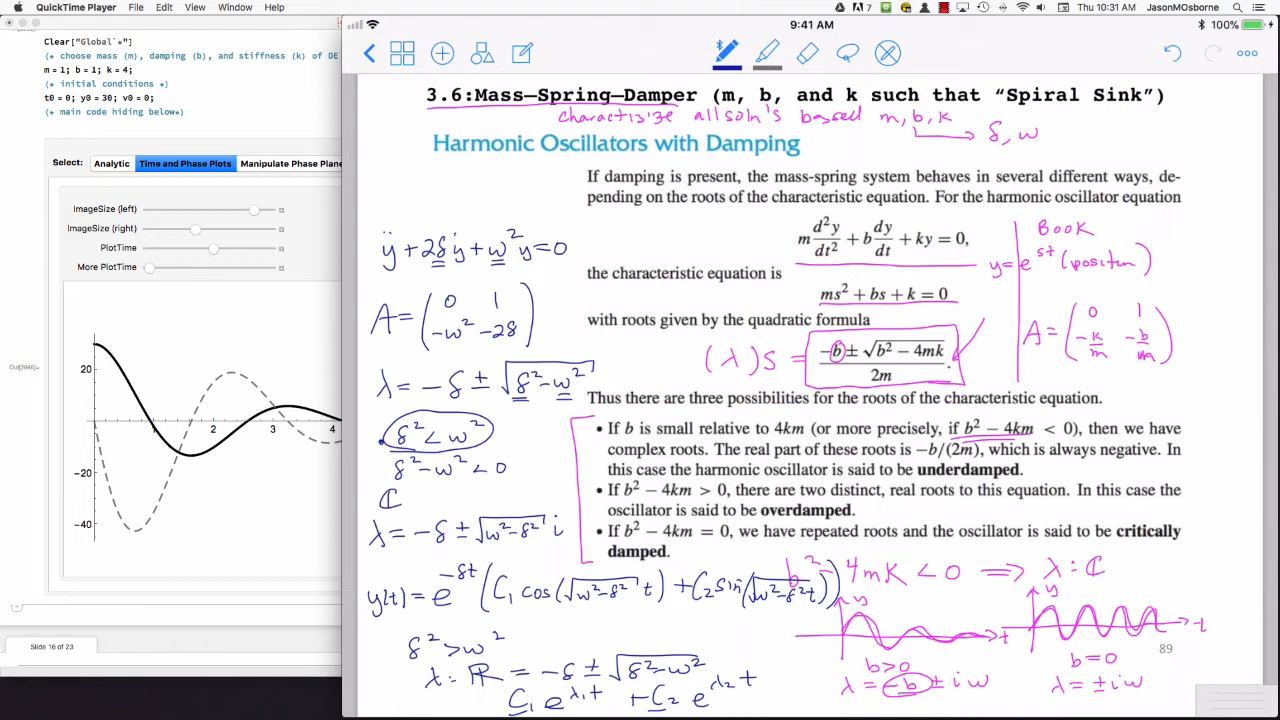 QuickTime Player File Edit View Window Help
7 100% Thu 10:31 AM JasonMOsborne
Clear["Global`*"]
(* choose mass (m), damping (b), and stiffness (k) of DE
m = 1; b = 1; k = 4;
(* initial conditions *)
t0 = 0; y0 = 30; v0 = 0;
(* main code hiding below*)
Select: Analytic Time and Phase Plots Manipulate Phase Plane
ImageSize (left)
ImageSize (right)
PlotTime
More PlotTime
Out[2846]=
20
1 2 3 4
-20
-40
Slide 16 of 23
9:41 AM 100%
3.6:Mass—Spring—Damper (m, b, and k such that “Spiral Sink”)
charactize all soln's based m, b, k
→ δ, ω
Harmonic Oscillators with Damping
If damping is present, the mass-spring system behaves in several different ways, de-
pending on the roots of the characteristic equation. For the harmonic oscillator equation
m d²y/dt² + b dy/dt + ky = 0,
the characteristic equation is
ms² + bs + k = 0
with roots given by the quadratic formula
(λ) S = -b ± √(b² − 4mk) / 2m.
Thus there are three possibilities for the roots of the characteristic equation.
• If b is small relative to 4km (or more precisely, if b² − 4km < 0), then we have
complex roots. The real part of these roots is −b/(2m), which is always negative. In
this case the harmonic oscillator is said to be underdamped.
• If b² − 4km > 0, there are two distinct, real roots to this equation. In this case the
oscillator is said to be overdamped.
• If b² − 4km = 0, we have repeated roots and the oscillator is said to be critically
damped.
89
ÿ + 2δẏ + ω²y = 0
A = (0 1
-ω² -2δ)
λ = -δ ± √(δ² - ω²)
δ² < ω²
δ² - ω² < 0
ℂ
λ = -δ ± √(ω² - δ²) i
y(t) = e^(-δt) (C₁ cos(√(ω² - δ²) t) + C₂ sin(√(ω² - δ²t))
δ² > ω²
λ: ℝ = -δ ± √(δ² - ω²)
C₁ e^(λ₁t) + C₂ e^(λ₂t)
BOOK
y = e^(st) (position)
A = (0 1
-k/m -b/m)
b² - 4mK < 0 ⟹ λ: ℂ
y t
b > 0
λ = -b ± iω
y t
b = 0
λ = ± iω